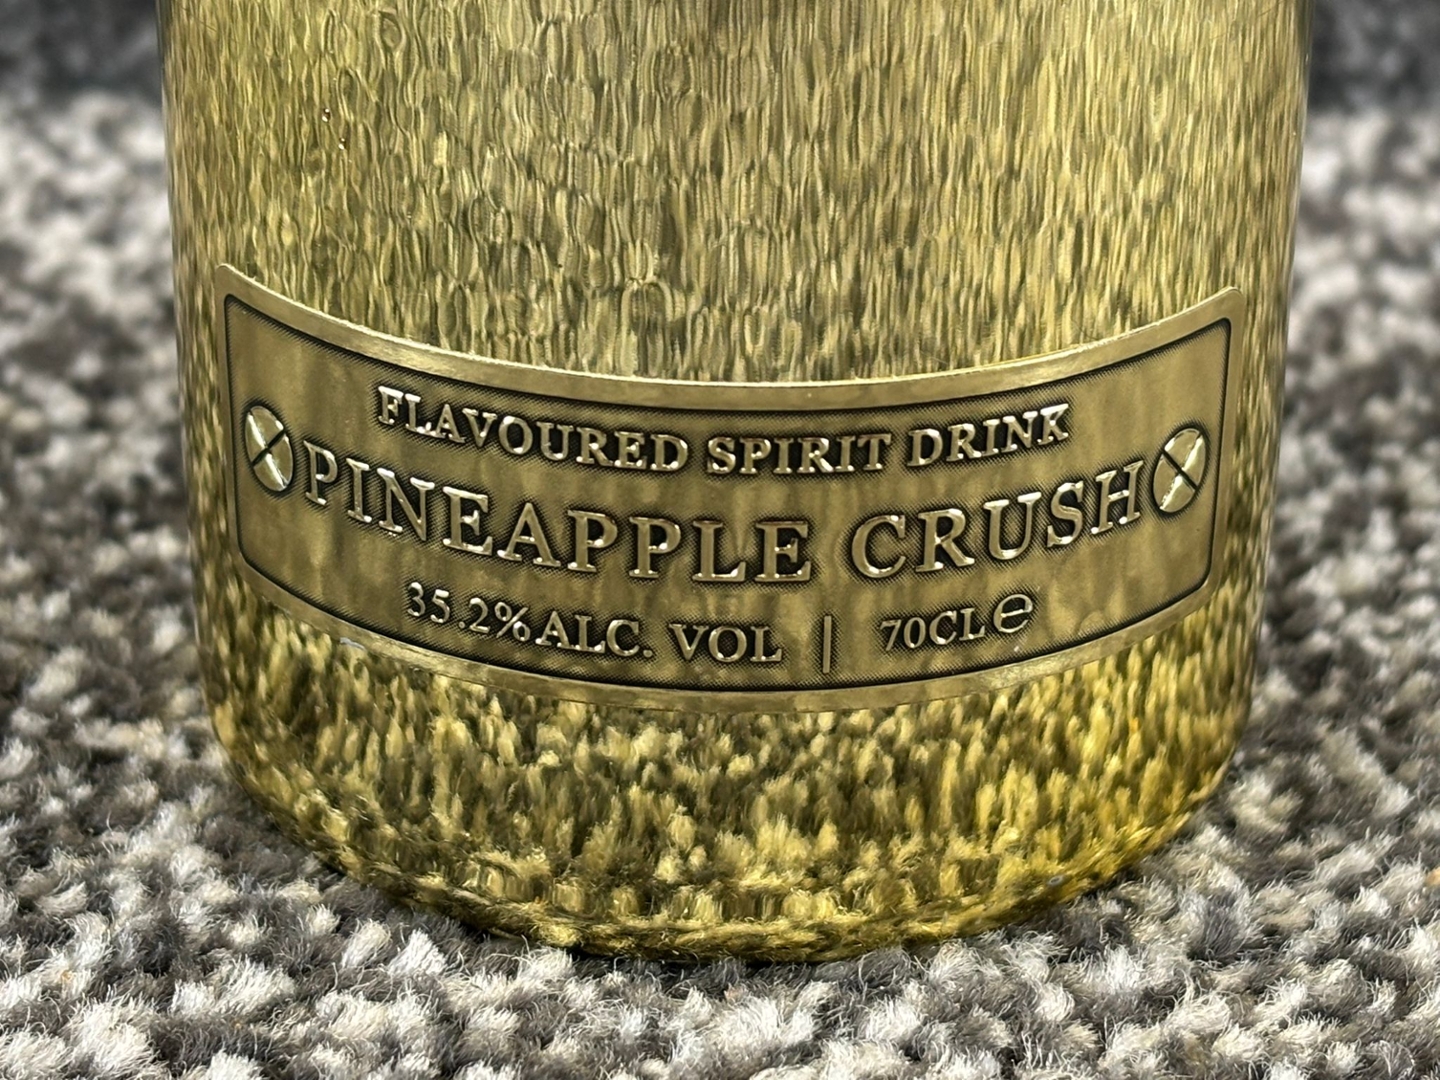 FLAVOURED SPIRIT DRINK
PINEAPPLE CRUSH
35.2% ALC. VOL | 70CL ℮